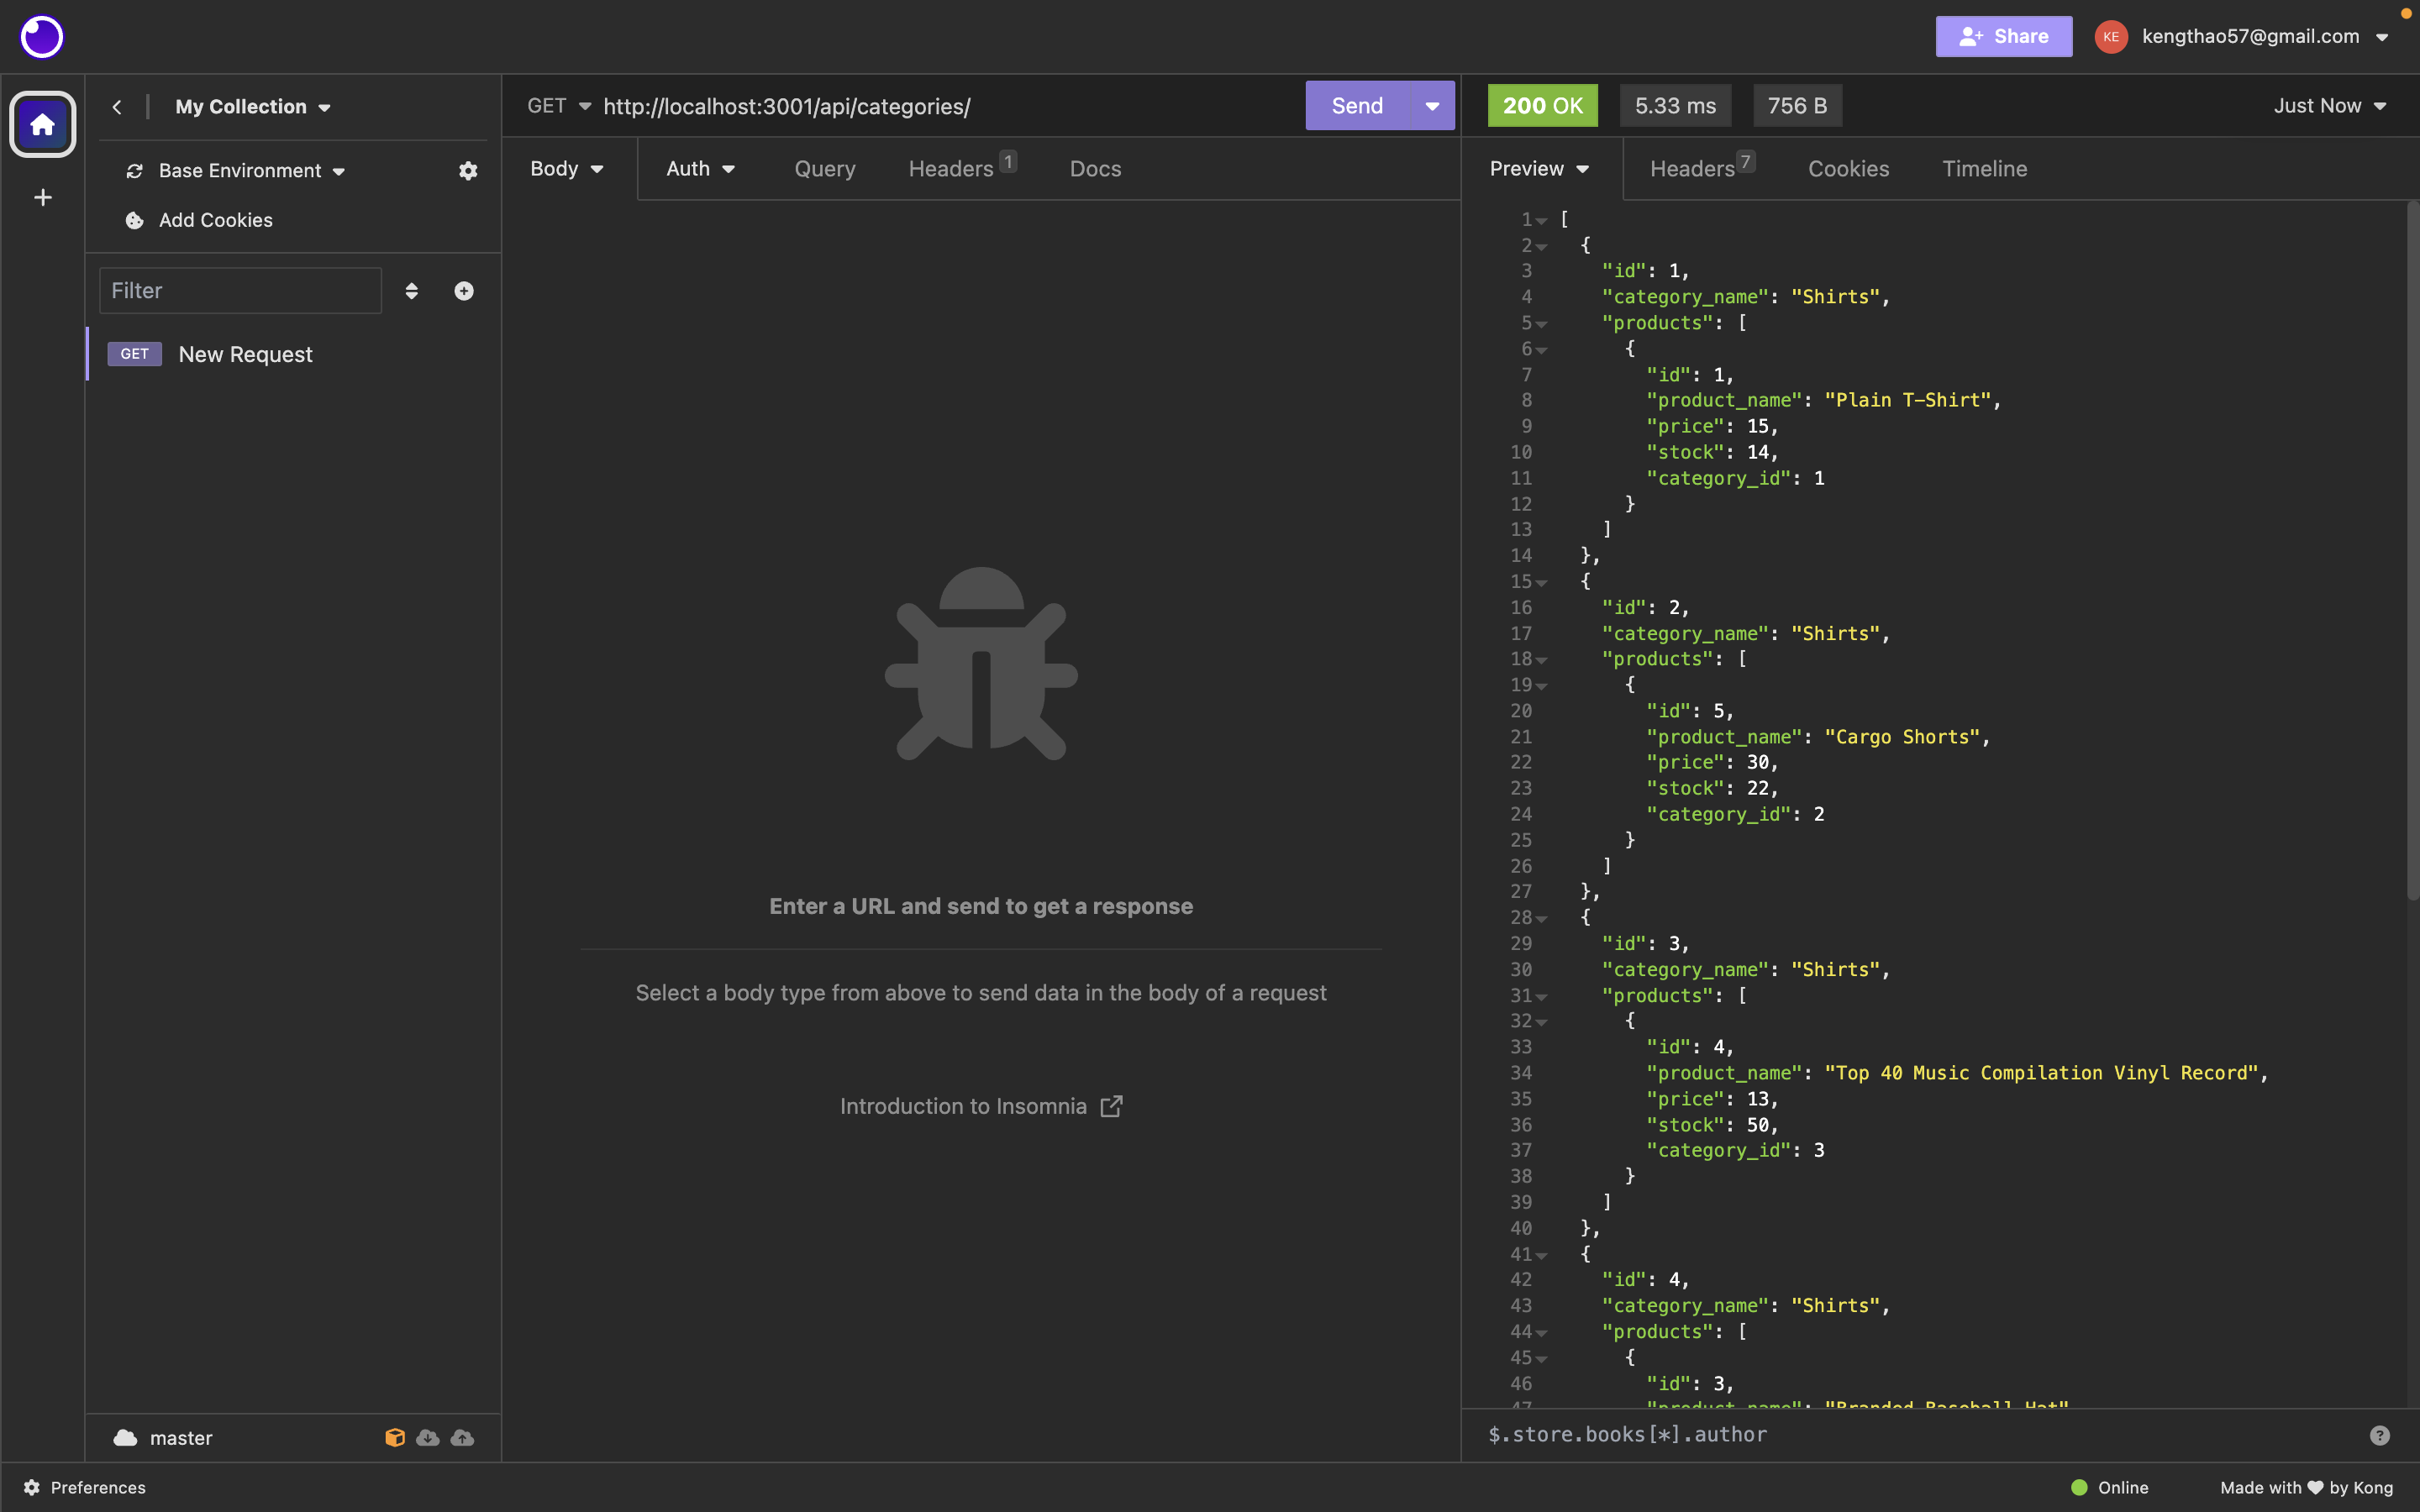 Share
KE
kengthao57@gmail.com
My Collection
GET http://localhost:3001/api/categories/
Send
200 OK
5.33 ms
756 B
Just Now
Base Environment
Add Cookies
Body
Auth
Query
Headers 1
Docs
Preview
Headers 7
Cookies
Timeline
Filter
GET New Request
Enter a URL and send to get a response
Select a body type from above to send data in the body of a request
Introduction to Insomnia
1 [
2 {
3 "id": 1,
4 "category_name": "Shirts",
5 "products": [
6 {
7 "id": 1,
8 "product_name": "Plain T-Shirt",
9 "price": 15,
10 "stock": 14,
11 "category_id": 1
12 }
13 ]
14 },
15 {
16 "id": 2,
17 "category_name": "Shirts",
18 "products": [
19 {
20 "id": 5,
21 "product_name": "Cargo Shorts",
22 "price": 30,
23 "stock": 22,
24 "category_id": 2
25 }
26 ]
27 },
28 {
29 "id": 3,
30 "category_name": "Shirts",
31 "products": [
32 {
33 "id": 4,
34 "product_name": "Top 40 Music Compilation Vinyl Record",
35 "price": 13,
36 "stock": 50,
37 "category_id": 3
38 }
39 ]
40 },
41 {
42 "id": 4,
43 "category_name": "Shirts",
44 "products": [
45 {
46 "id": 3,
47 "product_name": "Branded Baseball Hat"
$.store.books[*].author
master
Preferences
Online
Made with ♥ by Kong